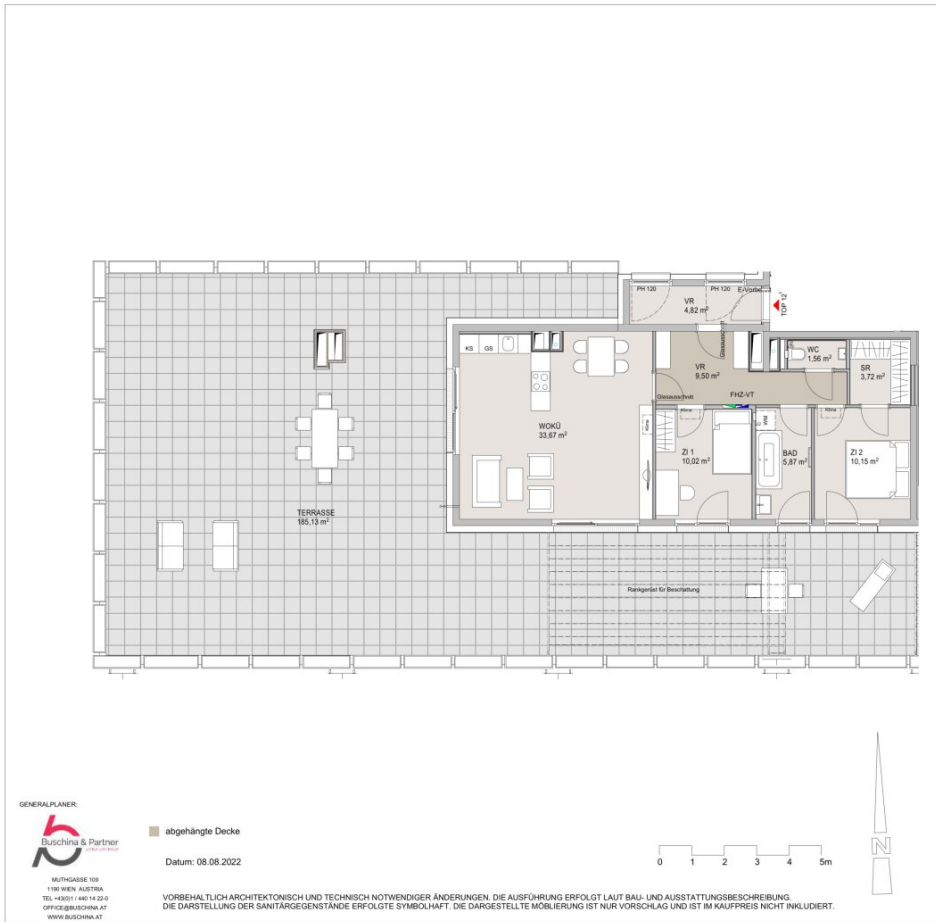 PH 120
PH 120
E-Verteiler
VR
4,82 m²
TOP 12
KS
GS
Glasausschnitt
VR
9,50 m²
WC
1,56 m²
SR
3,72 m²
Glasausschnitt
FHZ-VT
WOKÜ
33,67 m²
Klima
Klima
WM
Klima
ZI 1
10,02 m²
BAD
5,87 m²
ZI 2
10,15 m²
TERRASSE
185,13 m²
Rankgerüst für Beschattung
GENERALPLANER:
Buschina & Partner
abgehängte Decke
Datum: 08.08.2022
0 1 2 3 4 5m
N
MUTHGASSE 109
1190 WIEN AUSTRIA
TEL +43(0)1 / 440 14 22-0
OFFICE@BUSCHINA.AT
WWW.BUSCHINA.AT
VORBEHALTLICH ARCHITEKTONISCH UND TECHNISCH NOTWENDIGER ÄNDERUNGEN. DIE AUSFÜHRUNG ERFOLGT LAUT BAU- UND AUSSTATTUNGSBESCHREIBUNG.
DIE DARSTELLUNG DER SANITÄRGEGENSTÄNDE ERFOLGTE SYMBOLHAFT. DIE DARGESTELLTE MÖBLIERUNG IST NUR VORSCHLAG UND IST IM KAUFPREIS NICHT INKLUDIERT.